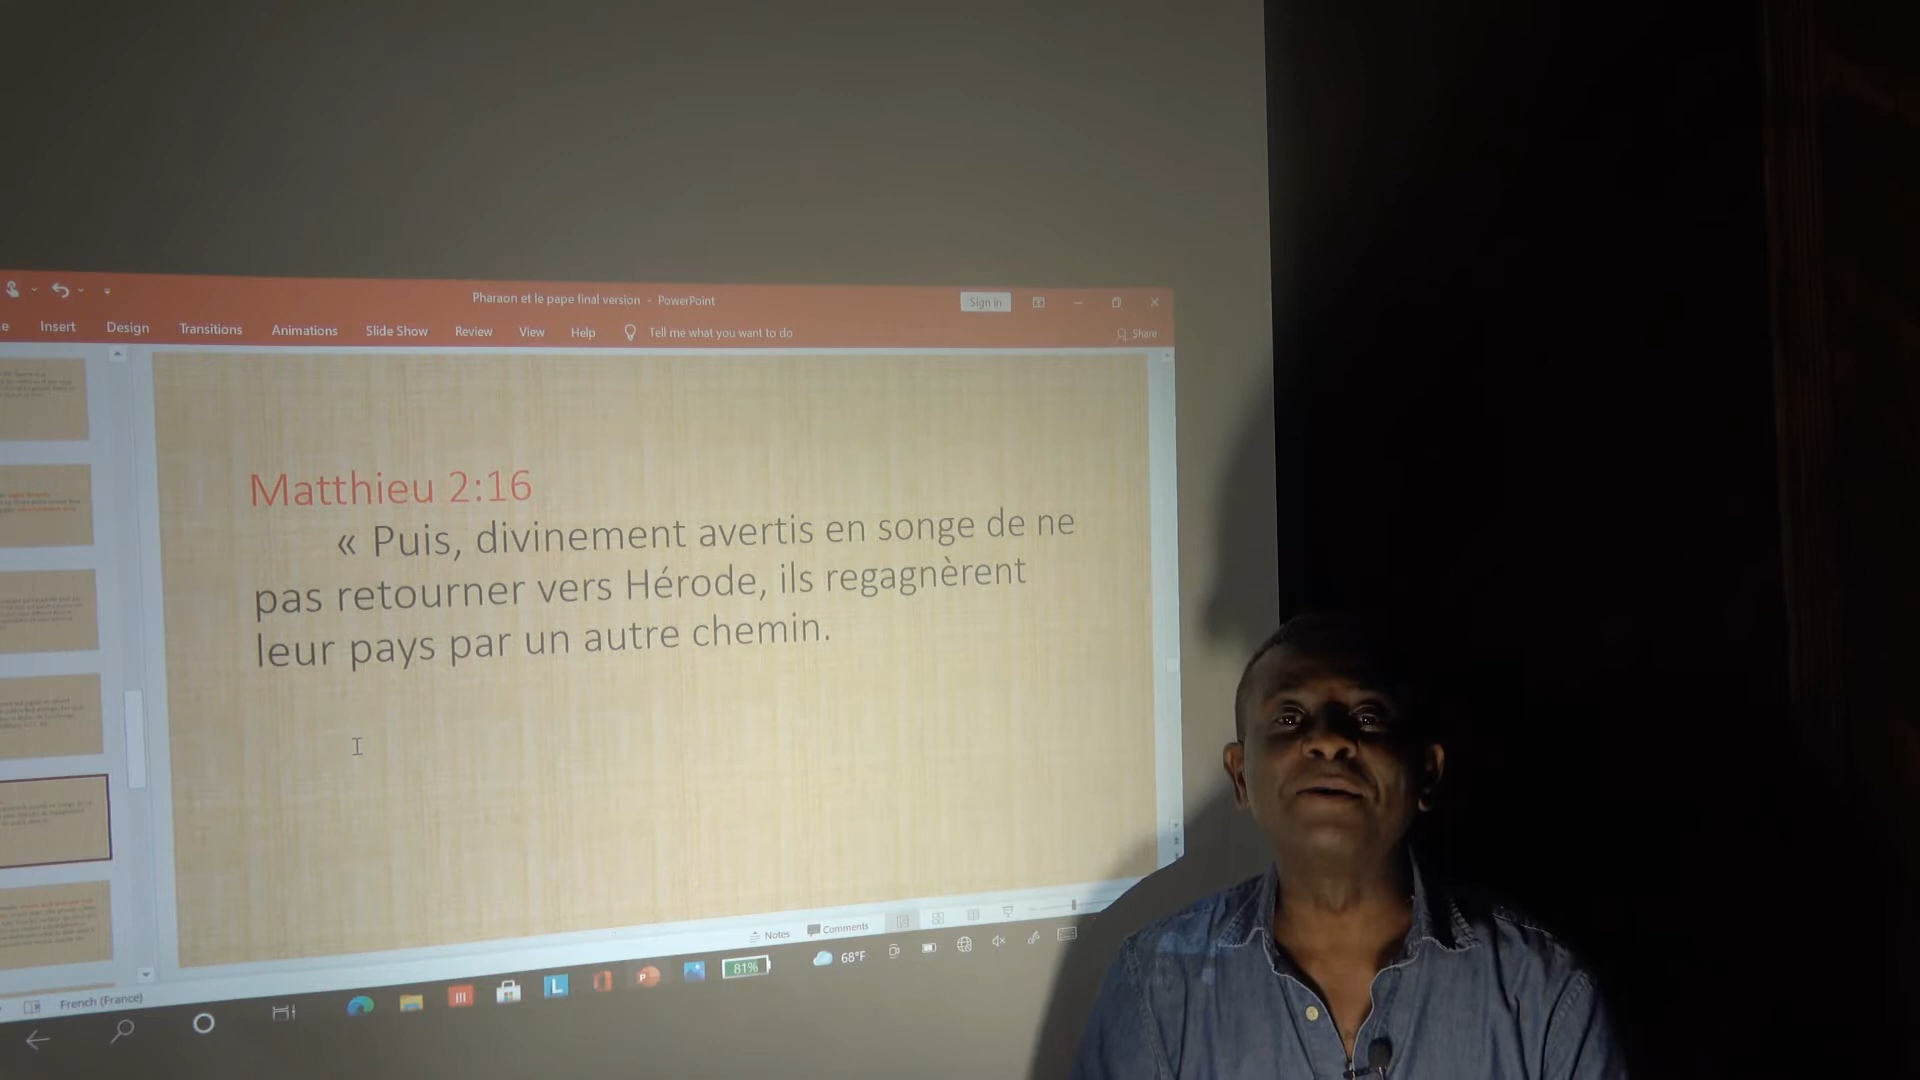 Pharaon et le pape final version - PowerPoint
Sign in
Insert Design Transitions Animations Slide Show Review View Help Tell me what you want to do
Share
Matthieu 2:16
« Puis, divinement avertis en songe de ne
pas retourner vers Hérode, ils regagnèrent
leur pays par un autre chemin.
Notes Comments
French (France)
81% 68°F